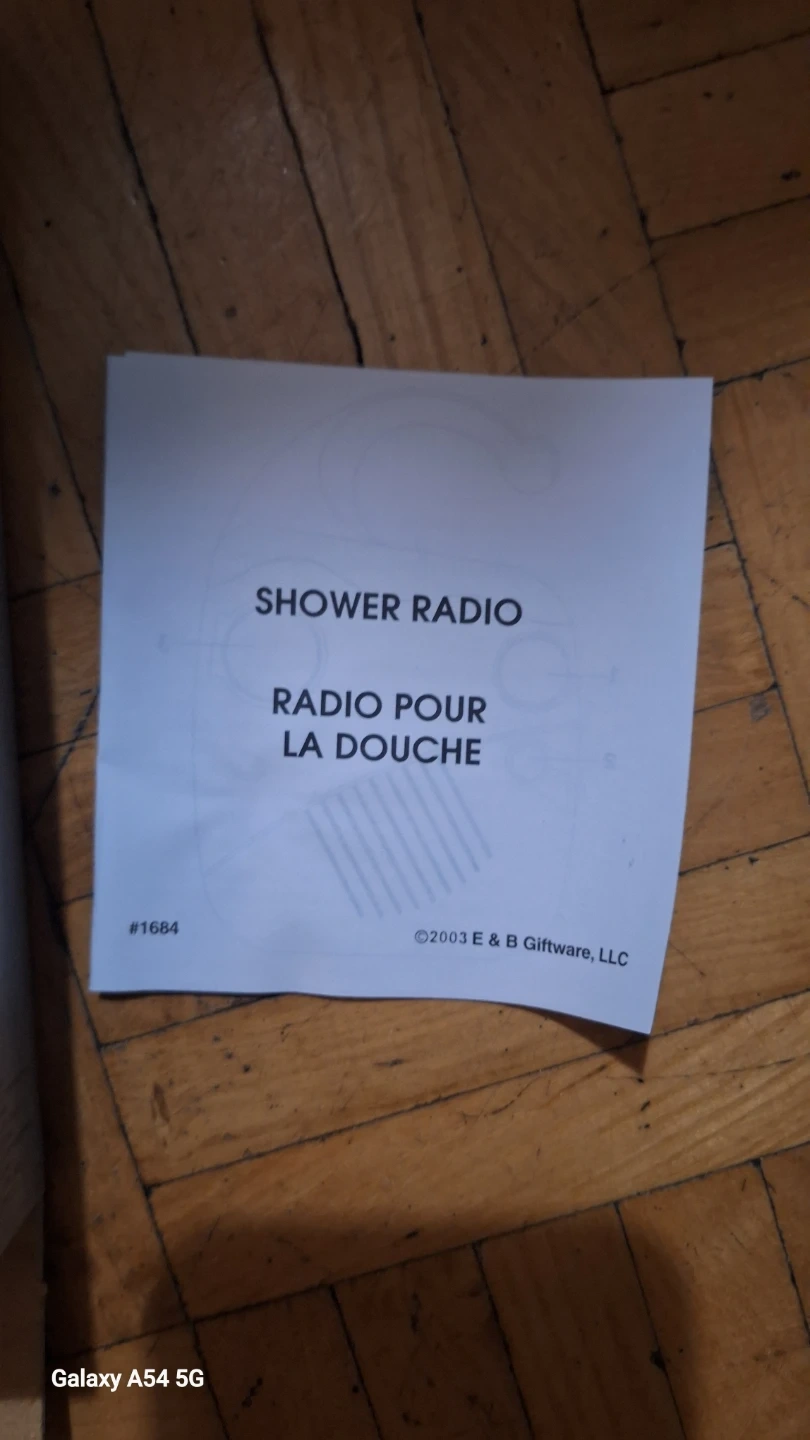 SHOWER RADIO
RADIO POUR
LA DOUCHE
#1684
©2003 E & B Giftware, LLC
Galaxy A54 5G